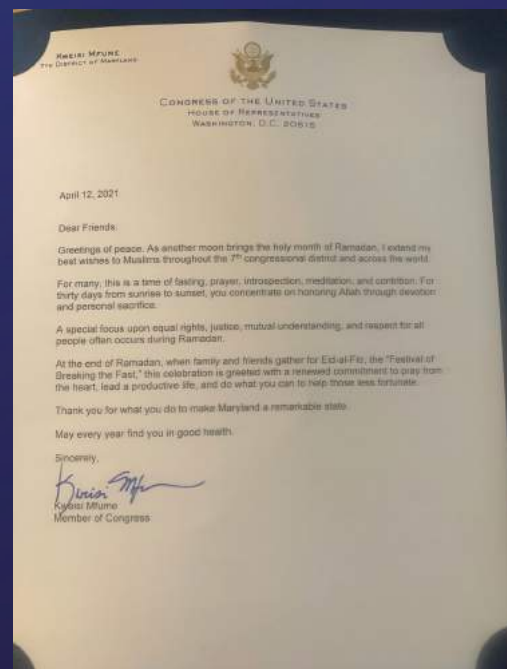 KWEISI MFUME
7TH DISTRICT OF MARYLAND
CONGRESS OF THE UNITED STATES
HOUSE OF REPRESENTATIVES
WASHINGTON, D.C. 20515
April 12, 2021
Dear Friends:
Greetings of peace. As another moon brings the holy month of Ramadan, I extend my
best wishes to Muslims throughout the 7th congressional district and across the world.
For many, this is a time of fasting, prayer, introspection, meditation, and contrition. For
thirty days from sunrise to sunset, you concentrate on honoring Allah through devotion
and personal sacrifice.
A special focus upon equal rights, justice, mutual understanding, and respect for all
people often occurs during Ramadan.
At the end of Ramadan, when family and friends gather for Eid-al-Fitr, the "Festival of
Breaking the Fast," this celebration is greeted with a renewed commitment to pray from
the heart, lead a productive life, and do what you can to help those less fortunate.
Thank you for what you do to make Maryland a remarkable state.
May every year find you in good health.
Sincerely,
Kweisi Mfume
Kweisi Mfume
Member of Congress